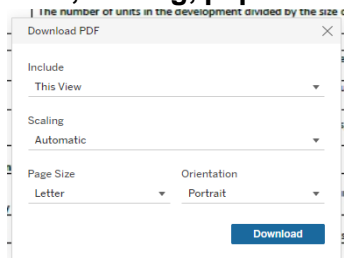 The number of units in the development divided by the size
Download PDF
Include
This View
Scaling
Automatic
Page Size
Orientation
Letter
Portrait
Download